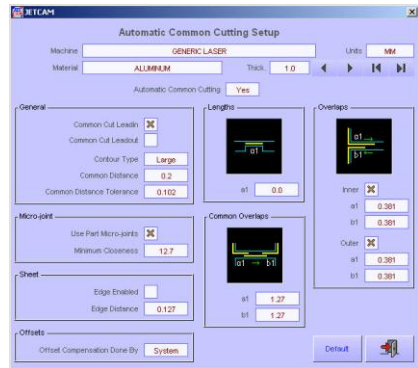 JETCAM
Automatic Common Cutting Setup
Machine GENERIC LASER Units MM
Material ALUMINUM Thick. 1.0
Automatic Common Cutting Yes
General
Common Cut Leadin
Common Cut Leadout
Contour Type Large
Common Distance 0.2
Common Distance Tolerance 0.102
Micro-joint
Use Part Micro-joints
Minimum Closeness 12.7
Sheet
Edge Enabled
Edge Distance 0.127
Offsets
Offset Compensation Done By System
Lengths
a1
a1 0.0
Common Overlaps
a1 b1
a1 1.27
b1 1.27
Overlaps
a1
b1
Inner
a1 0.381
b1 0.381
Outer
a1 0.381
b1 0.381
Default